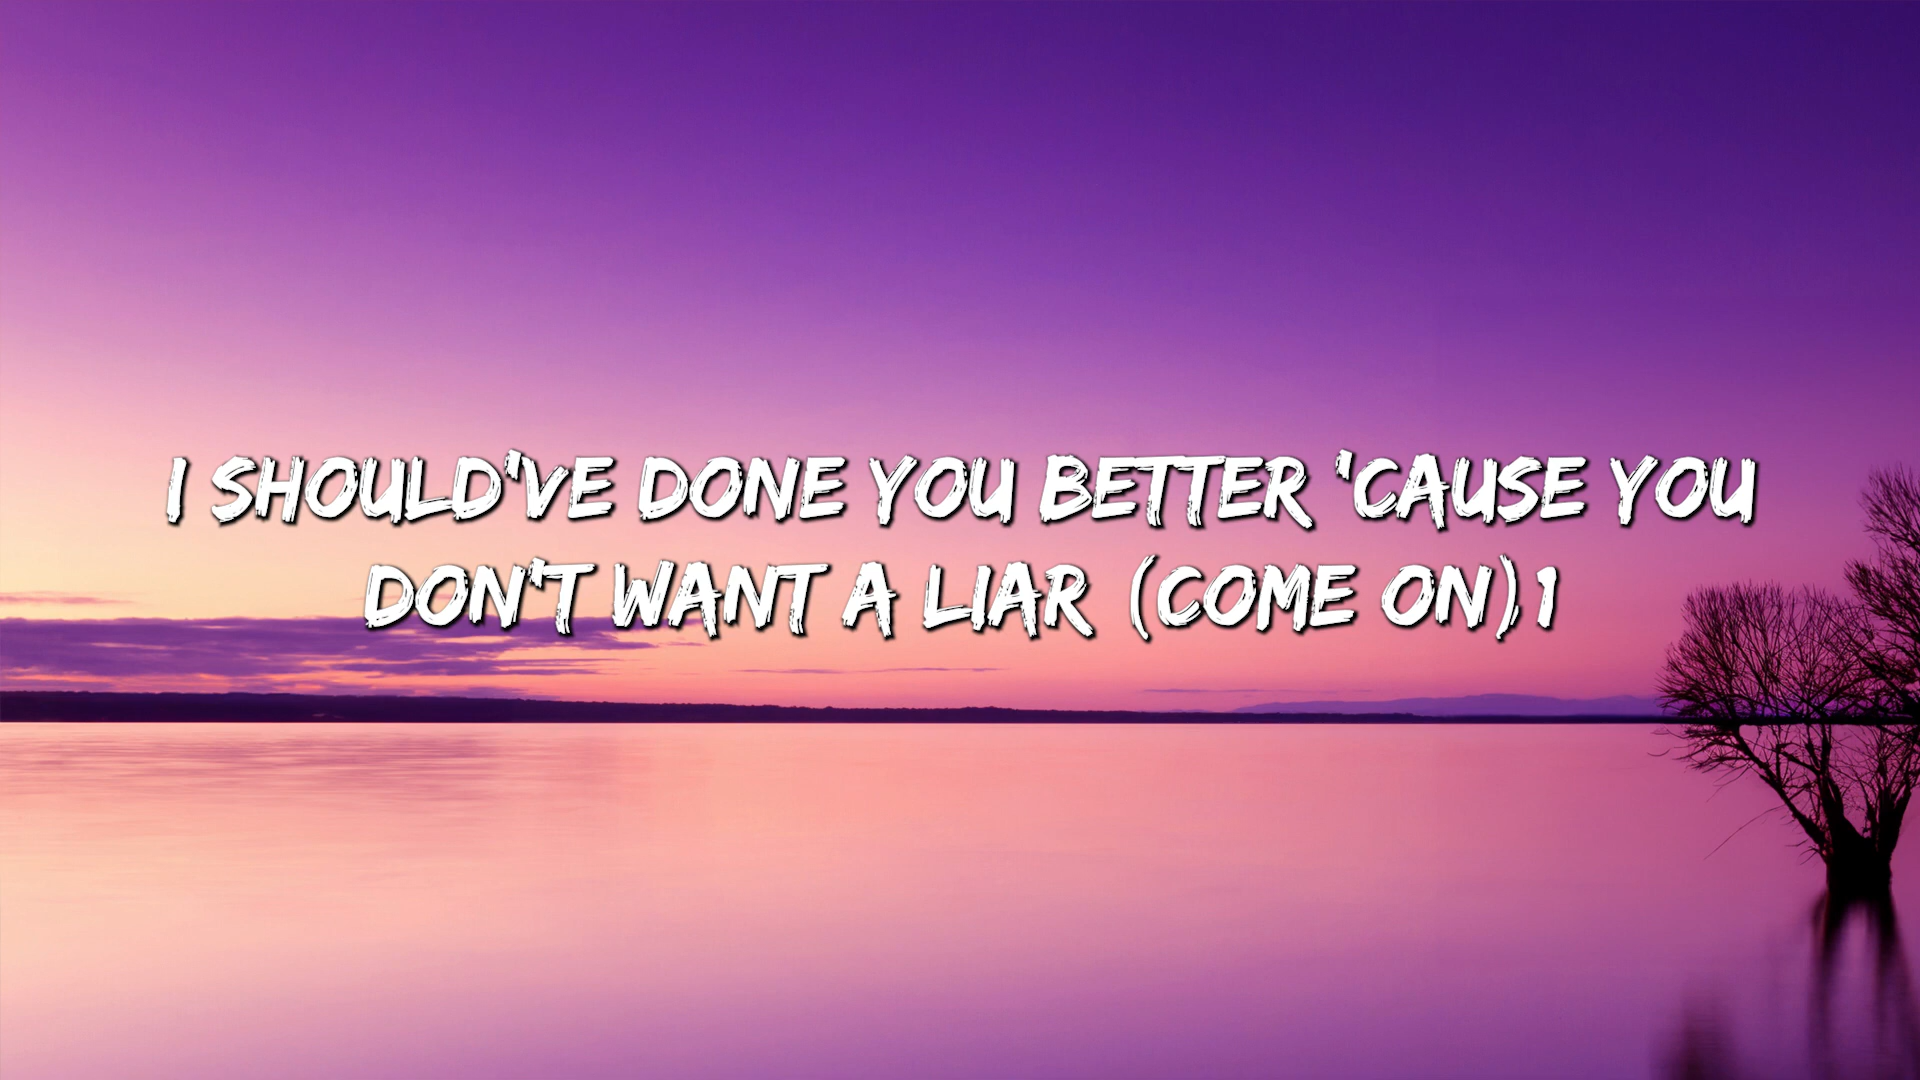 I SHOULD'VE DONE YOU BETTER 'CAUSE YOU
DON'T WANT A LIAR (COME ON),1